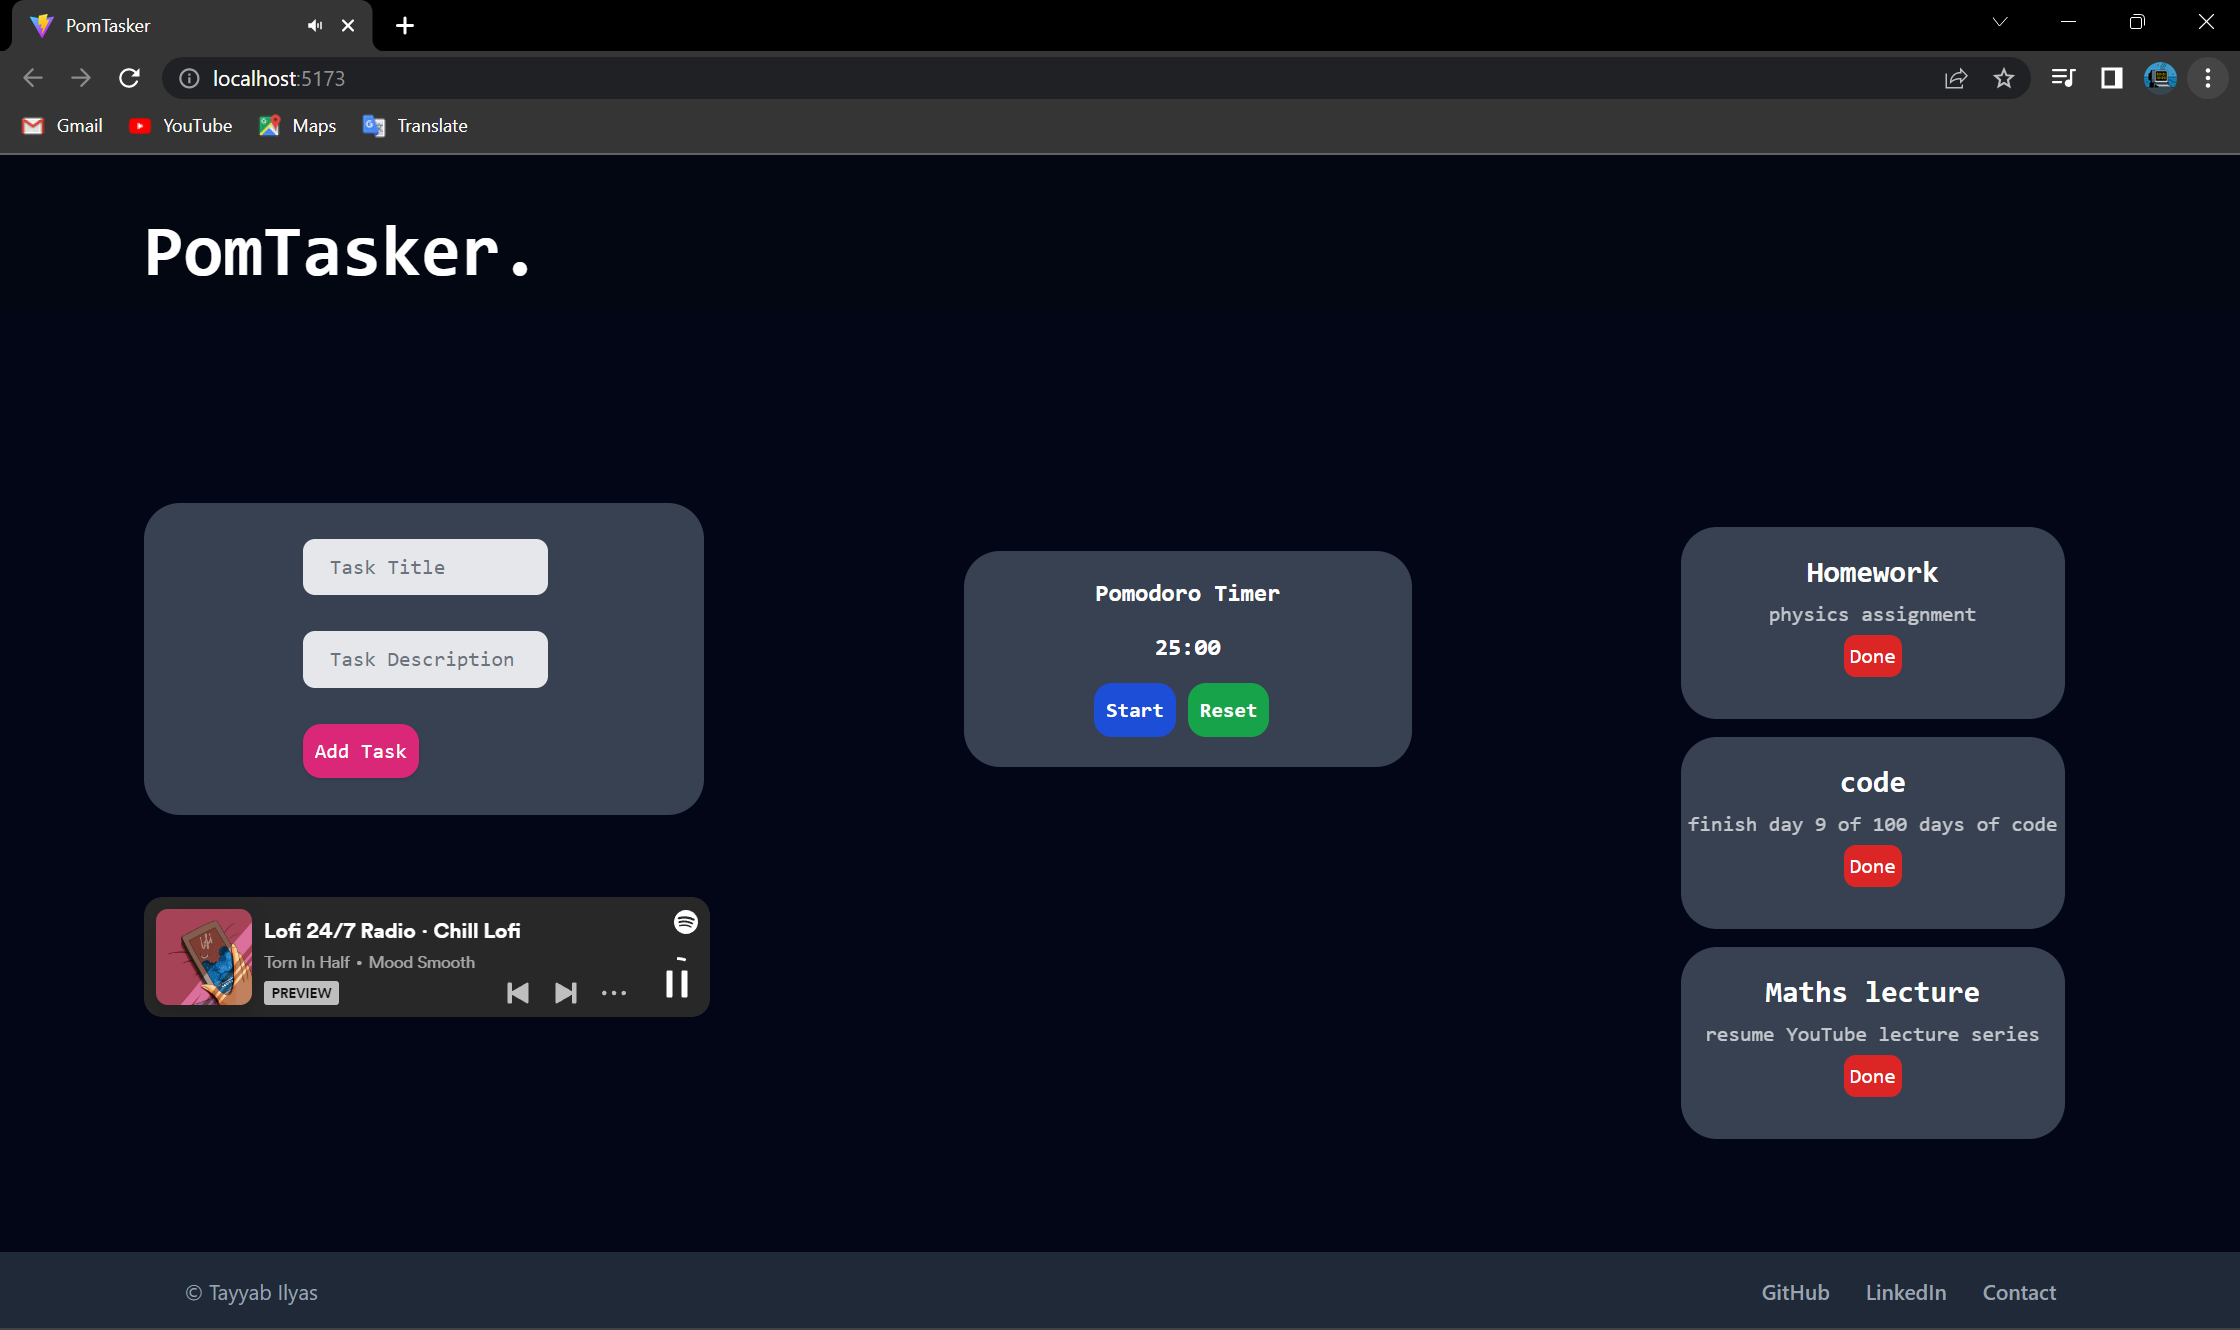 PomTasker
localhost:5173
Gmail YouTube Maps Translate
PomTasker.
Task Title
Task Description
Add Task
Lofi 24/7 Radio · Chill Lofi
Torn In Half • Mood Smooth
PREVIEW
Pomodoro Timer
25:00
Start Reset
Homework
physics assignment
Done
code
finish day 9 of 100 days of code
Done
Maths lecture
resume YouTube lecture series
Done
© Tayyab Ilyas
GitHub LinkedIn Contact